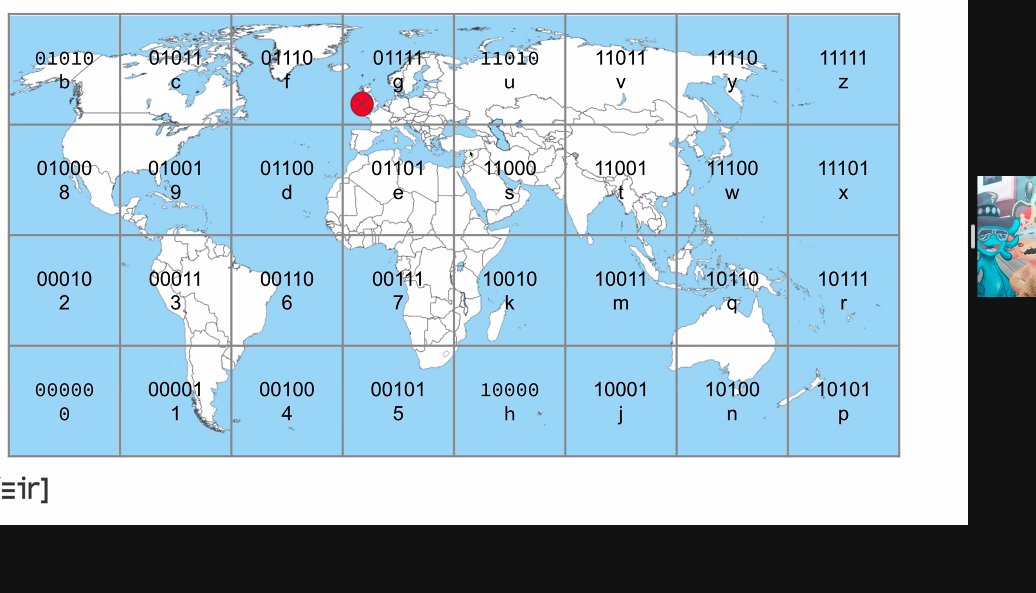 01010 01011 01110 01111 11010 11011 11110 11111
b c f g u v y z
01000 01001 01100 01101 11000 11001 11100 11101
8 9 d e s t w x
00010 00011 00110 00111 10010 10011 10110 10111
2 3 6 7 k m q r
00000 00001 00100 00101 10000 10001 10100 10101
0 1 4 5 h j n p
ir]